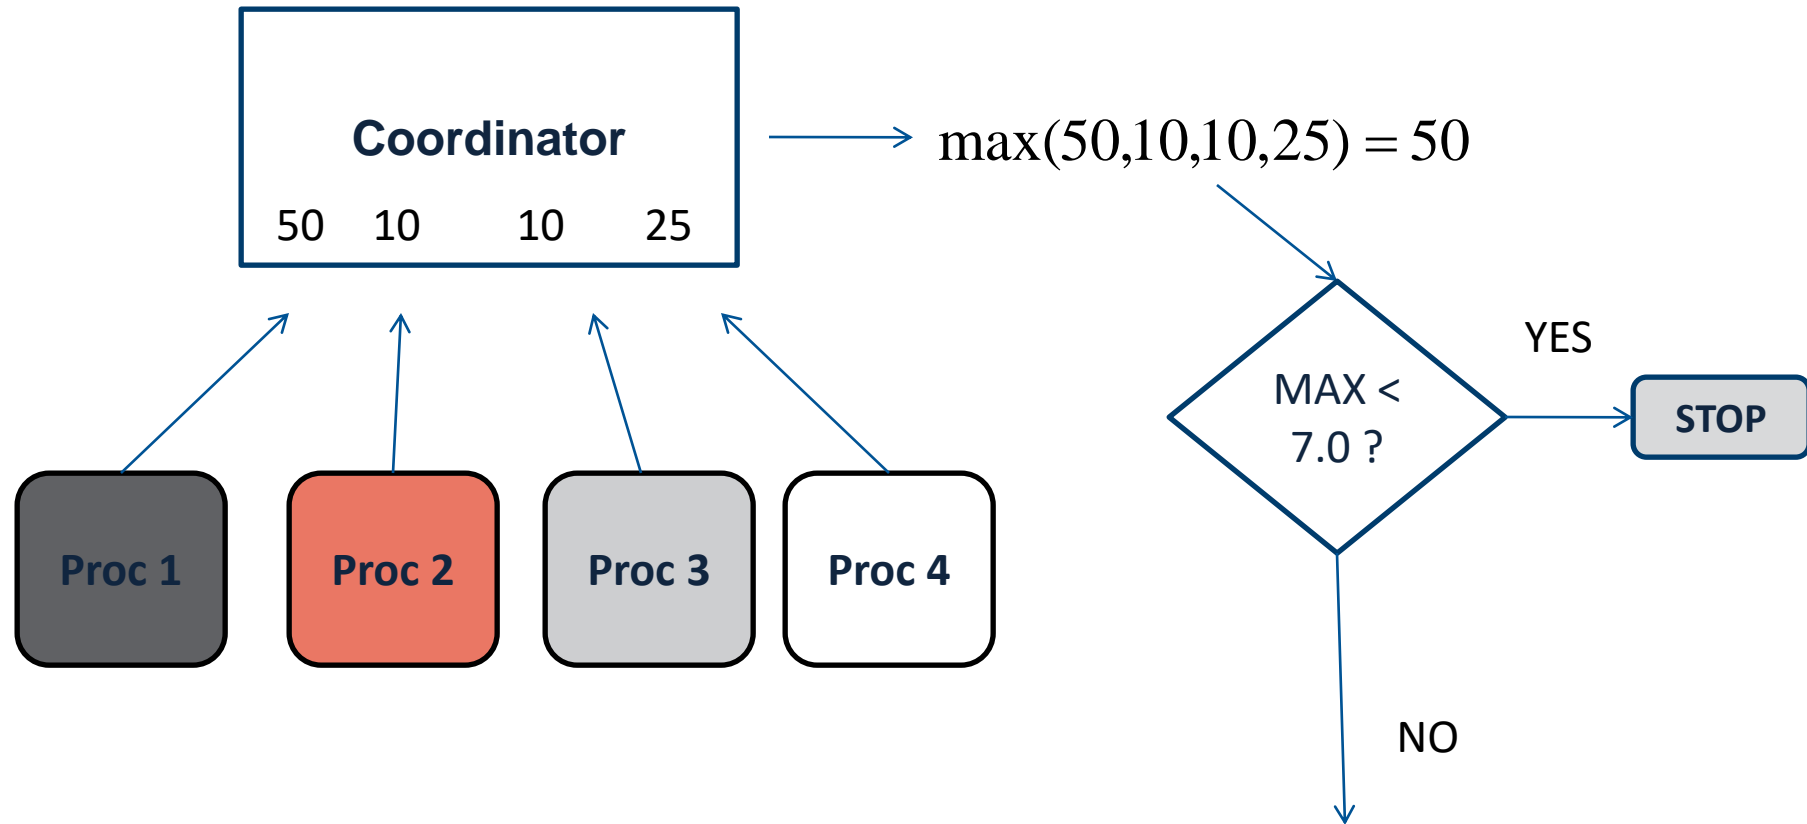 Coordinator
50 10 10 25
max(50,10,10,25) = 50
MAX <
7.0 ?
YES
STOP
NO
Proc 1
Proc 2
Proc 3
Proc 4